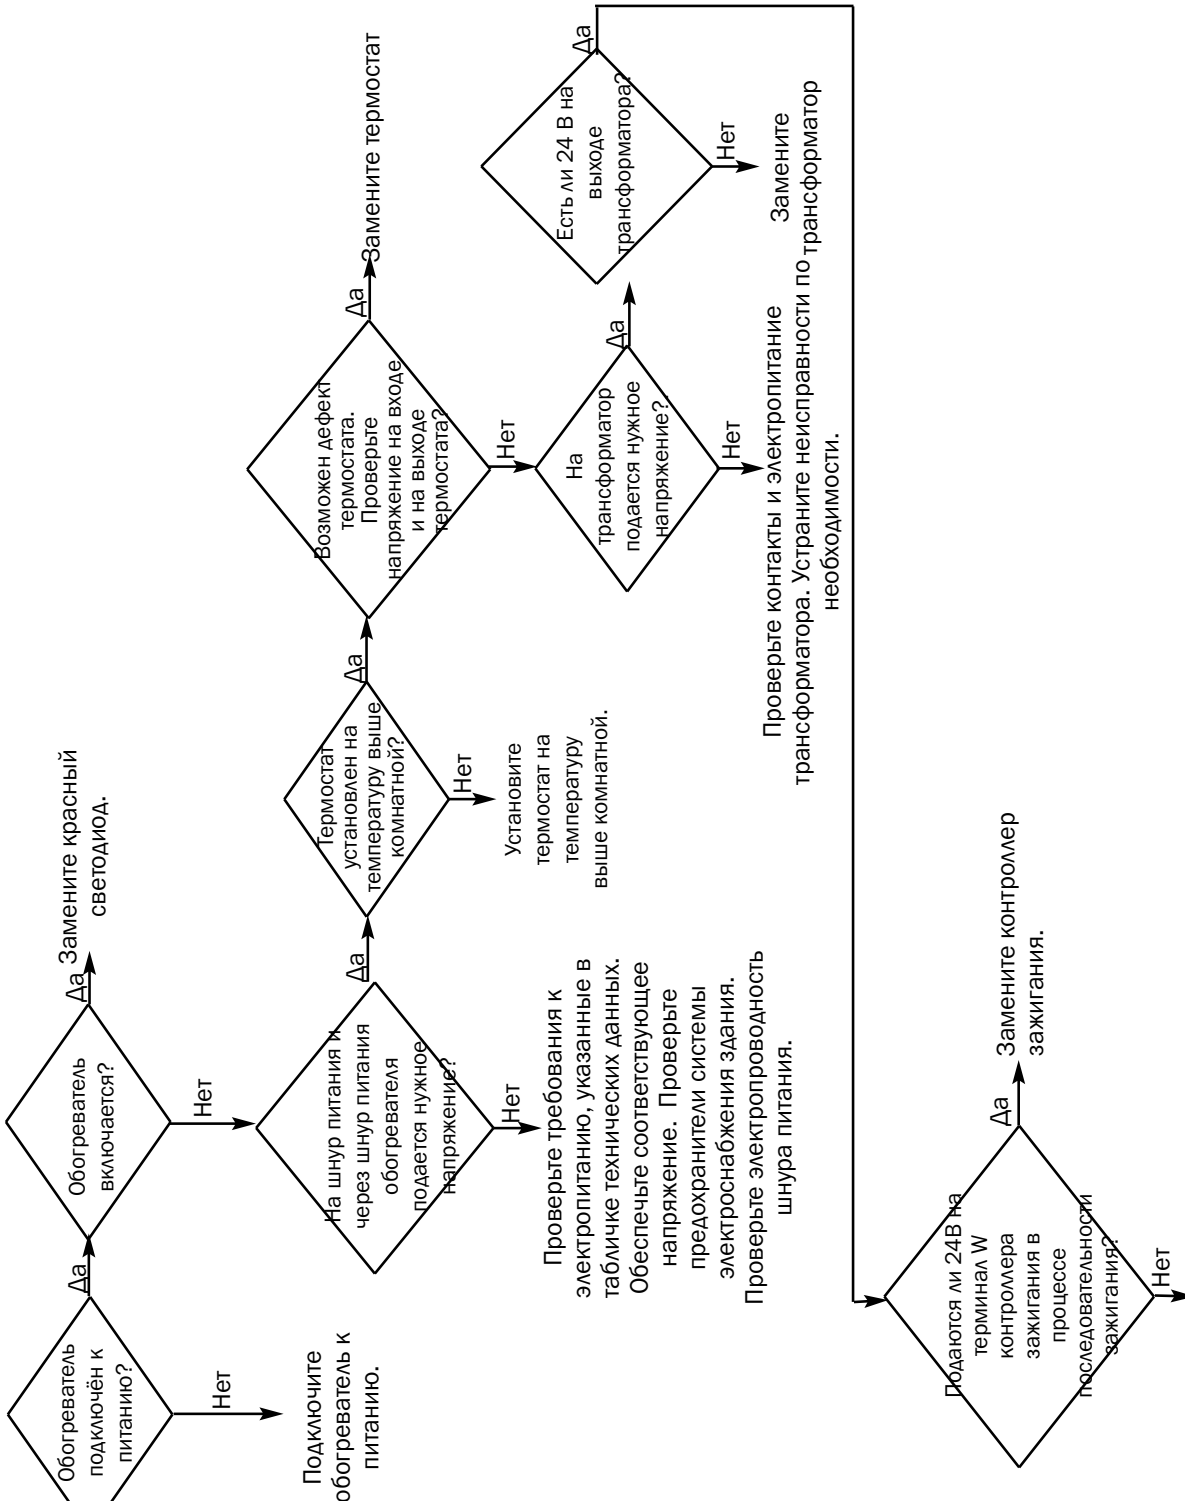 Обогреватель
подключён к
питанию?
Да
Нет
Подключите
обогреватель к
питанию.
Обогреватель
включается?
Да
Замените красный
светодиод.
Нет
На шнур питания и
через шнур питания
обогревателя
подается нужное
напряжение?
Да
Нет
Проверьте требования к
электропитанию, указанные в
табличке технических данных.
Обеспечьте соответствующее
напряжение. Проверьте
предохранители системы
электроснабжения здания.
Проверьте электропроводность
шнура питания.
Термостат
установлен на
температуру выше
комнатной?
Да
Нет
Установите
термостат на
температуру
выше комнатной.
Возможен дефект
термостата.
Проверьте
напряжение на входе
и на выходе
термостата?
Да
Замените термостат
Нет
На
трансформатор
подается нужное
напряжение?
Да
Нет
Проверьте контакты и электропитание
трансформатора. Устраните неисправности по
необходимости.
Есть ли 24 В на
выходе
трансформатора?
Да
Нет
Замените
трансформатор
Подаются ли 24В на
терминал W
контроллера
зажигания в
процессе
последовательности
зажигания?
Да
Замените контроллер
зажигания.
Нет